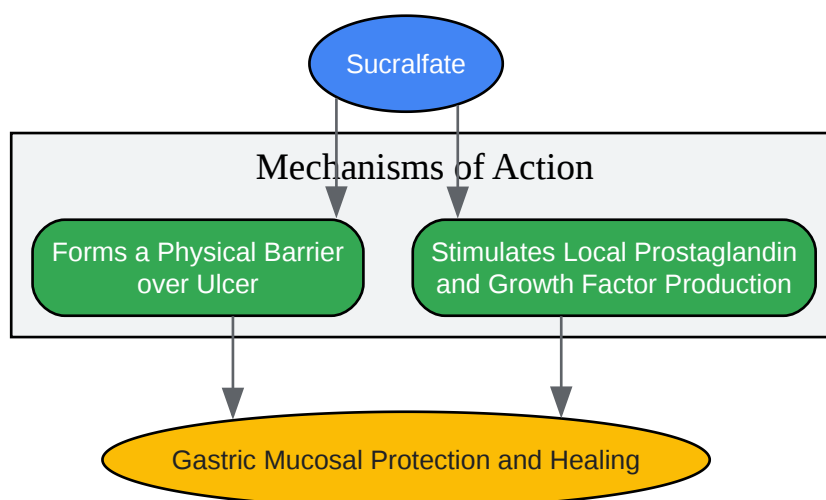 Sucralfate
Mechanisms of Action
Forms a Physical Barrier
over Ulcer
Stimulates Local Prostaglandin
and Growth Factor Production
Gastric Mucosal Protection and Healing